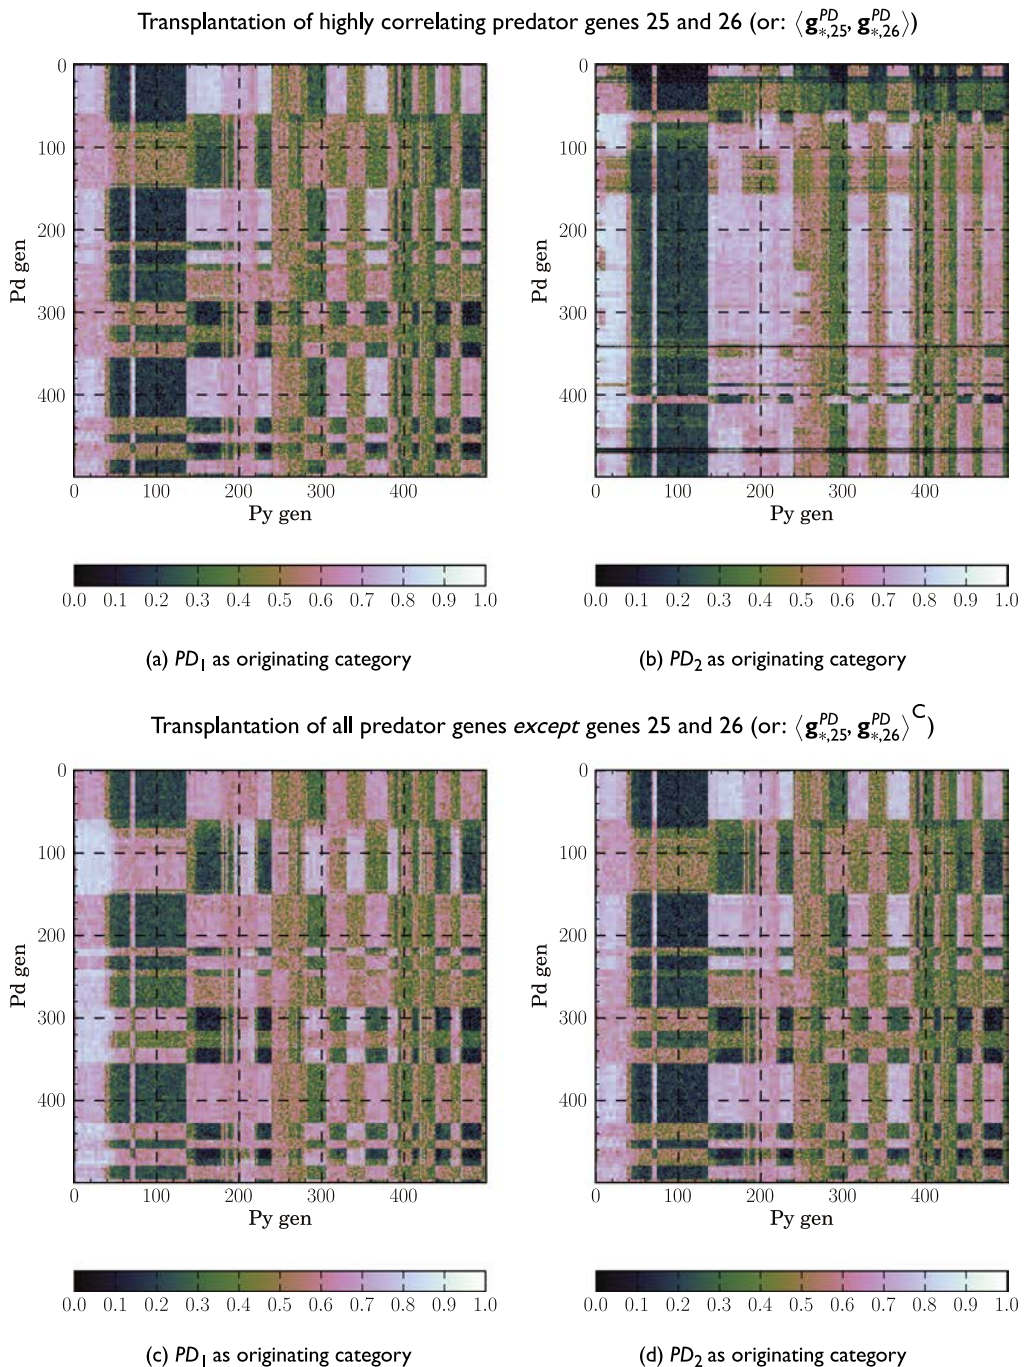 Transplantation of highly correlating predator genes 25 and 26 (or: ⟨g^PD_*,25, g^PD_*,26⟩)
0
100
200
300
400
Pd gen
0 100 200 300 400
Py gen
0.0 0.1 0.2 0.3 0.4 0.5 0.6 0.7 0.8 0.9 1.0
(a) PD1 as originating category
0
100
200
300
400
Pd gen
0 100 200 300 400
Py gen
0.0 0.1 0.2 0.3 0.4 0.5 0.6 0.7 0.8 0.9 1.0
(b) PD2 as originating category
Transplantation of all predator genes except genes 25 and 26 (or: ⟨g^PD_*,25, g^PD_*,26⟩^C)
0
100
200
300
400
Pd gen
0 100 200 300 400
Py gen
0.0 0.1 0.2 0.3 0.4 0.5 0.6 0.7 0.8 0.9 1.0
(c) PD1 as originating category
0
100
200
300
400
Pd gen
0 100 200 300 400
Py gen
0.0 0.1 0.2 0.3 0.4 0.5 0.6 0.7 0.8 0.9 1.0
(d) PD2 as originating category